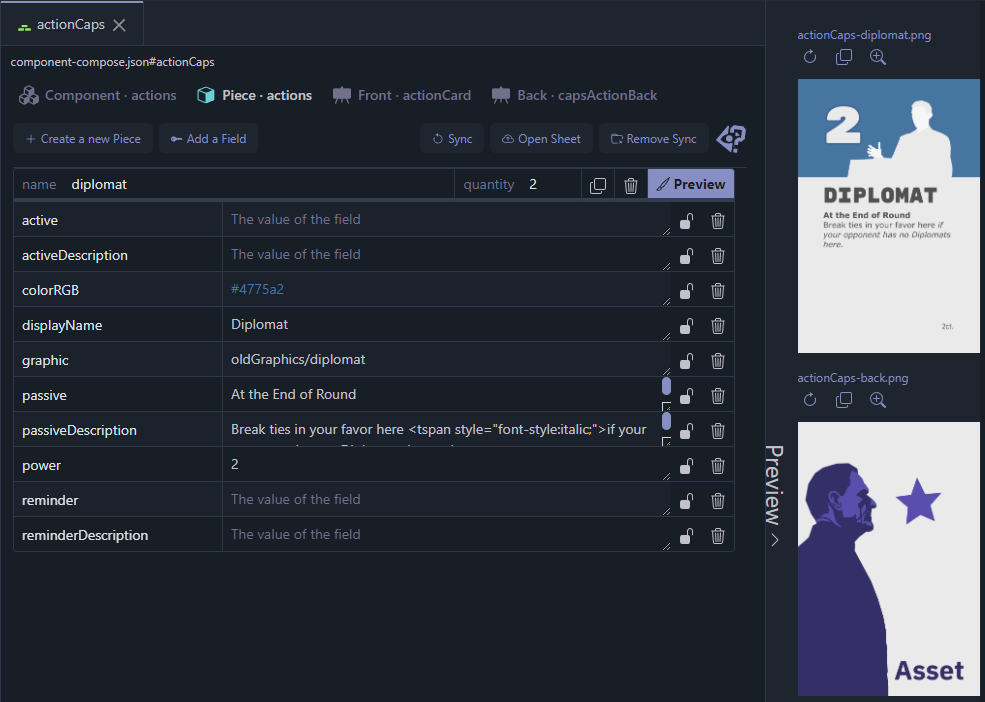 actionCaps
component-compose.json#actionCaps
Component · actions
Piece · actions
Front · actionCard
Back · capsActionBack
+ Create a new Piece
Add a Field
Sync
Open Sheet
Remove Sync
name diplomat
quantity 2
Preview
active The value of the field
activeDescription The value of the field
colorRGB #4775a2
displayName Diplomat
graphic oldGraphics/diplomat
passive At the End of Round
passiveDescription Break ties in your favor here <tspan style="font-style:italic;">if your
power 2
reminder The value of the field
reminderDescription The value of the field
Preview
actionCaps-diplomat.png
2
DIPLOMAT
At the End of Round
Break ties in your favor here if
your opponent has no Diplomats
here.
2ct.
actionCaps-back.png
Asset